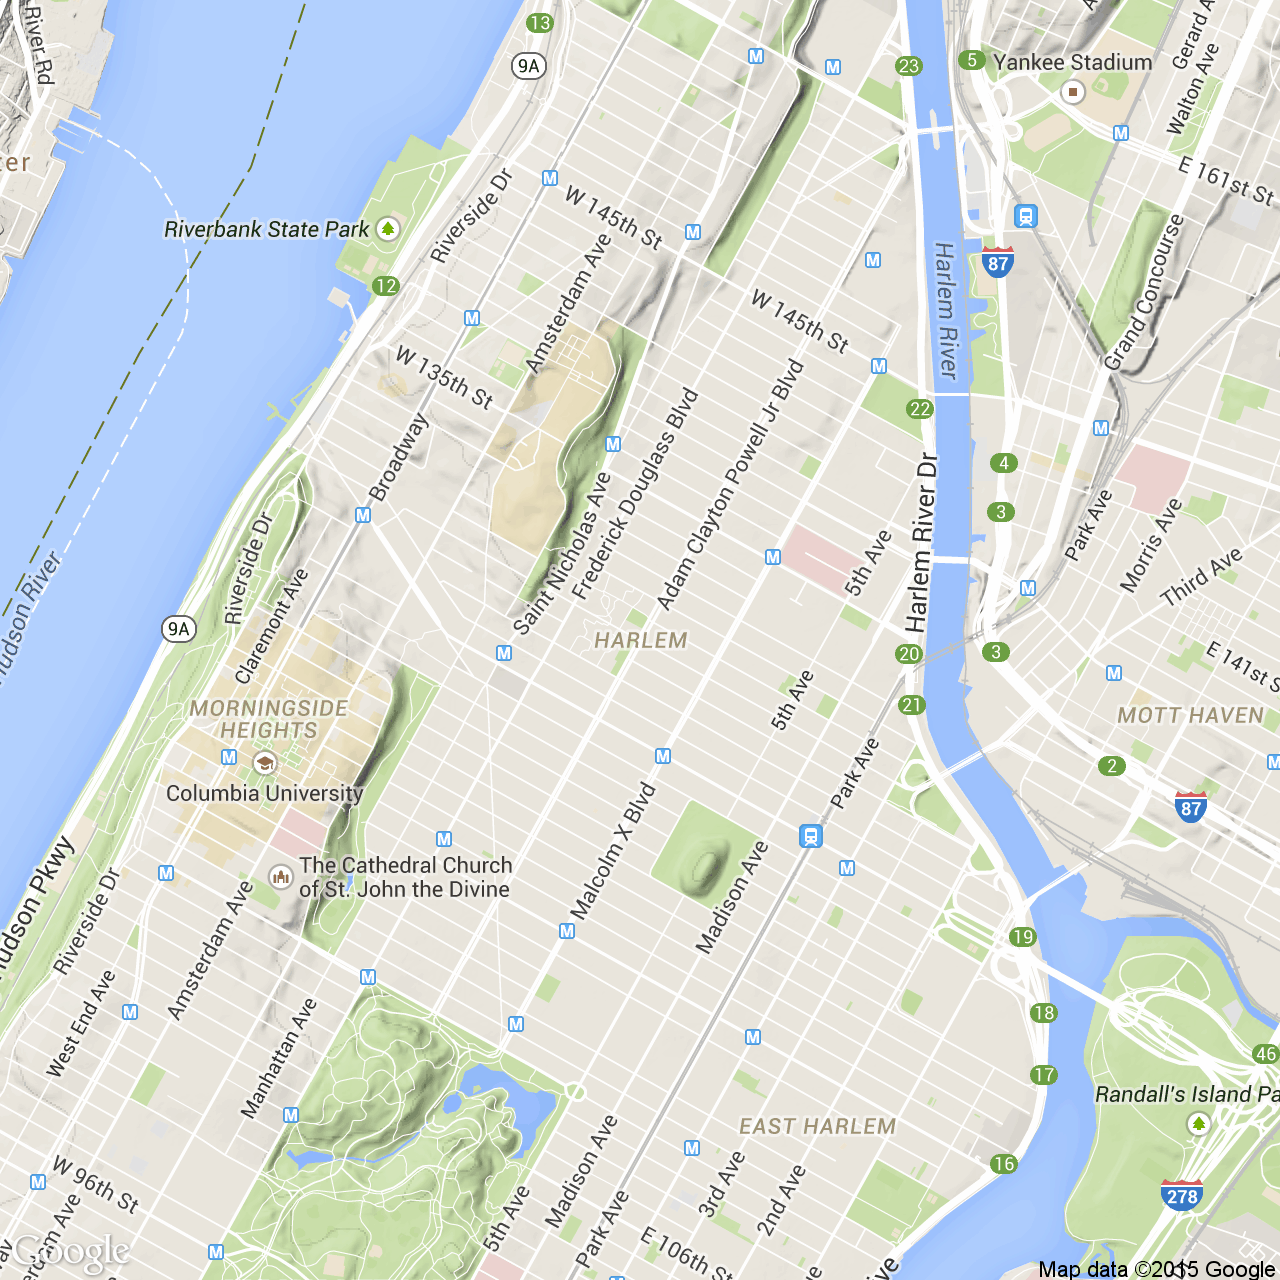 13
9A
23
5
Yankee Stadium
Gerard A
Walton Ave
River Rd
M
M
M
E 161st St
M
W 145th St
Riverside Dr
Riverbank State Park
M
M
12
87
Harlem River
Grand Concourse
Amsterdam Ave
M
W 145th St
W 135th St
M
22
M
Broadway
M
Frederick Douglass Blvd
Adam Clayton Powell Jr Blvd
4
3
Harlem River Dr
Park Ave
Morris Ave
Third Ave
M
Riverside Dr
Saint Nicholas Ave
M
5th Ave
M
Hudson River
Claremont Ave
9A
HARLEM
M
20
3
E 141st S
M
21
MORNINGSIDE
HEIGHTS
5th Ave
MOTT HAVEN
M
M
M
2
Columbia University
Park Ave
87
Malcolm X Blvd
M
The Cathedral Church
of St. John the Divine
M
M
Madison Ave
Hudson Pkwy
Riverside Dr
Amsterdam Ave
M
19
M
West End Ave
M
Manhattan Ave
M
M
18
46
17
Randall's Island Pa
M
EAST HARLEM
M
16
278
W 96th St
M
Madison Ave
3rd Ave
2nd Ave
5th Ave
Park Ave
E 106th St
M
M
Google
Map data ©2015 Google